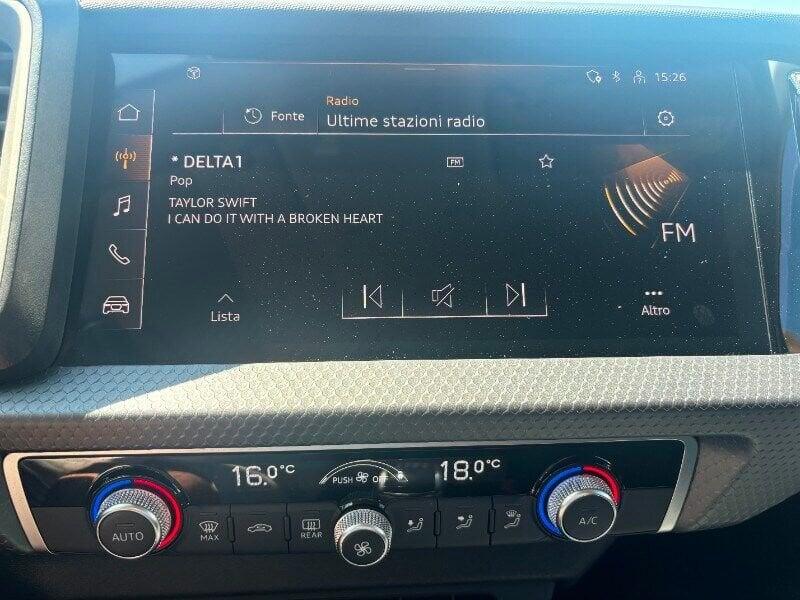 15:26
Radio
Fonte
Ultime stazioni radio
* DELTA1
FM
Pop
TAYLOR SWIFT
I CAN DO IT WITH A BROKEN HEART
FM
Lista
Altro
16.0°C
PUSH OFF
18.0°C
AUTO
MAX
REAR
A/C